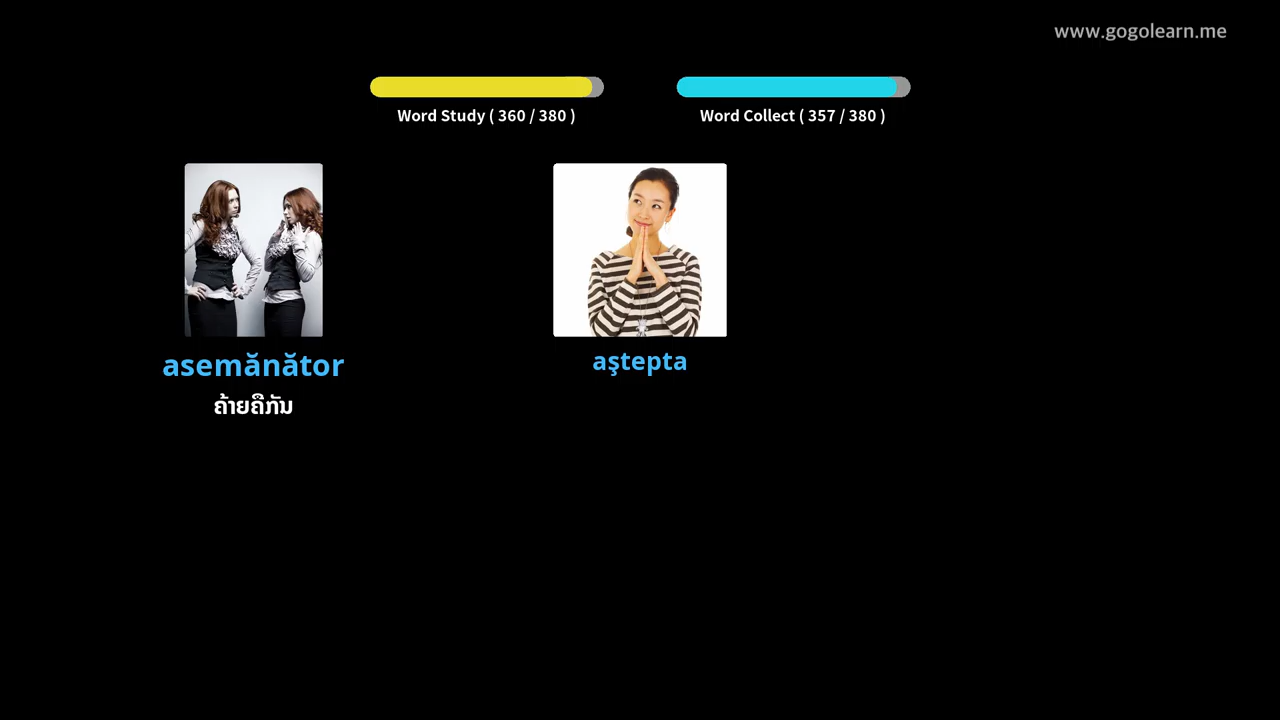 www.gogolearn.me
Word Study ( 360 / 380 )
Word Collect ( 357 / 380 )
asemănător
ຄ້າຍຄືກັນ
aştepta